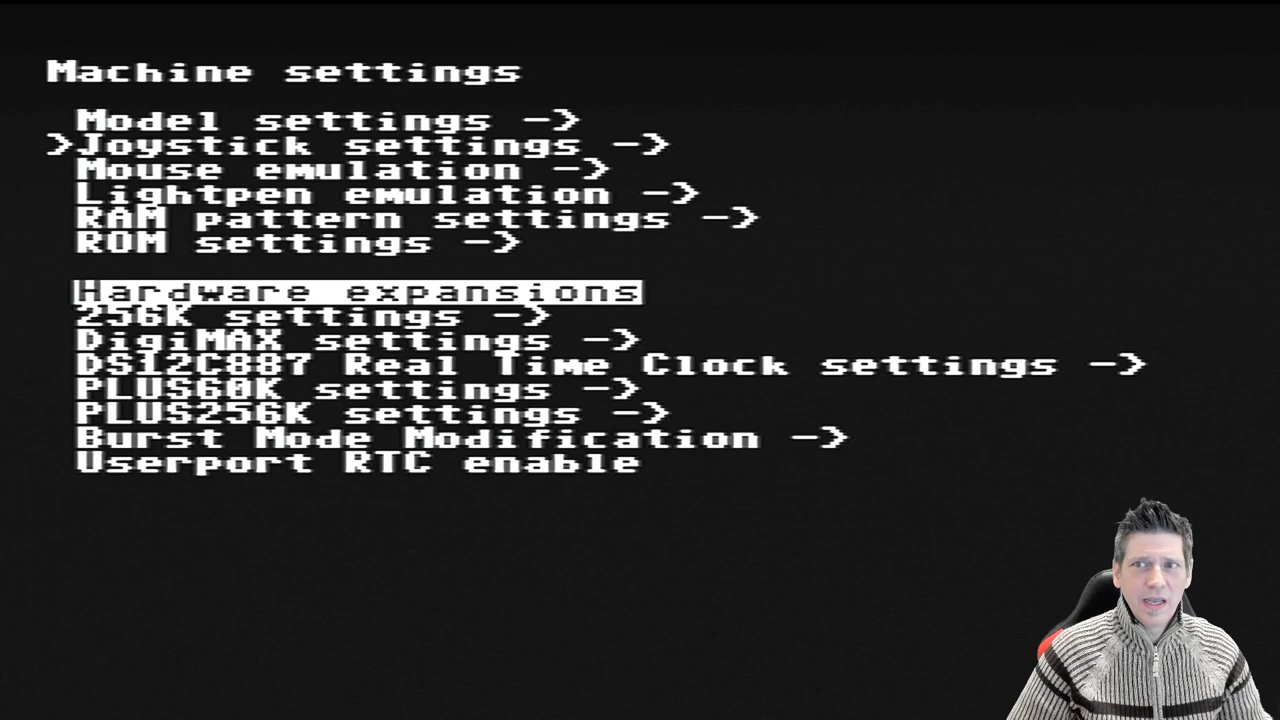 Machine settings
Model settings ->
>Joystick settings ->
Mouse emulation ->
Lightpen emulation ->
RAM pattern settings ->
ROM settings ->
Hardware expansions
256K settings ->
DigiMAX settings ->
DS12C887 Real Time Clock settings ->
PLUS60K settings ->
PLUS256K settings ->
Burst Mode Modification ->
Userport RTC enable